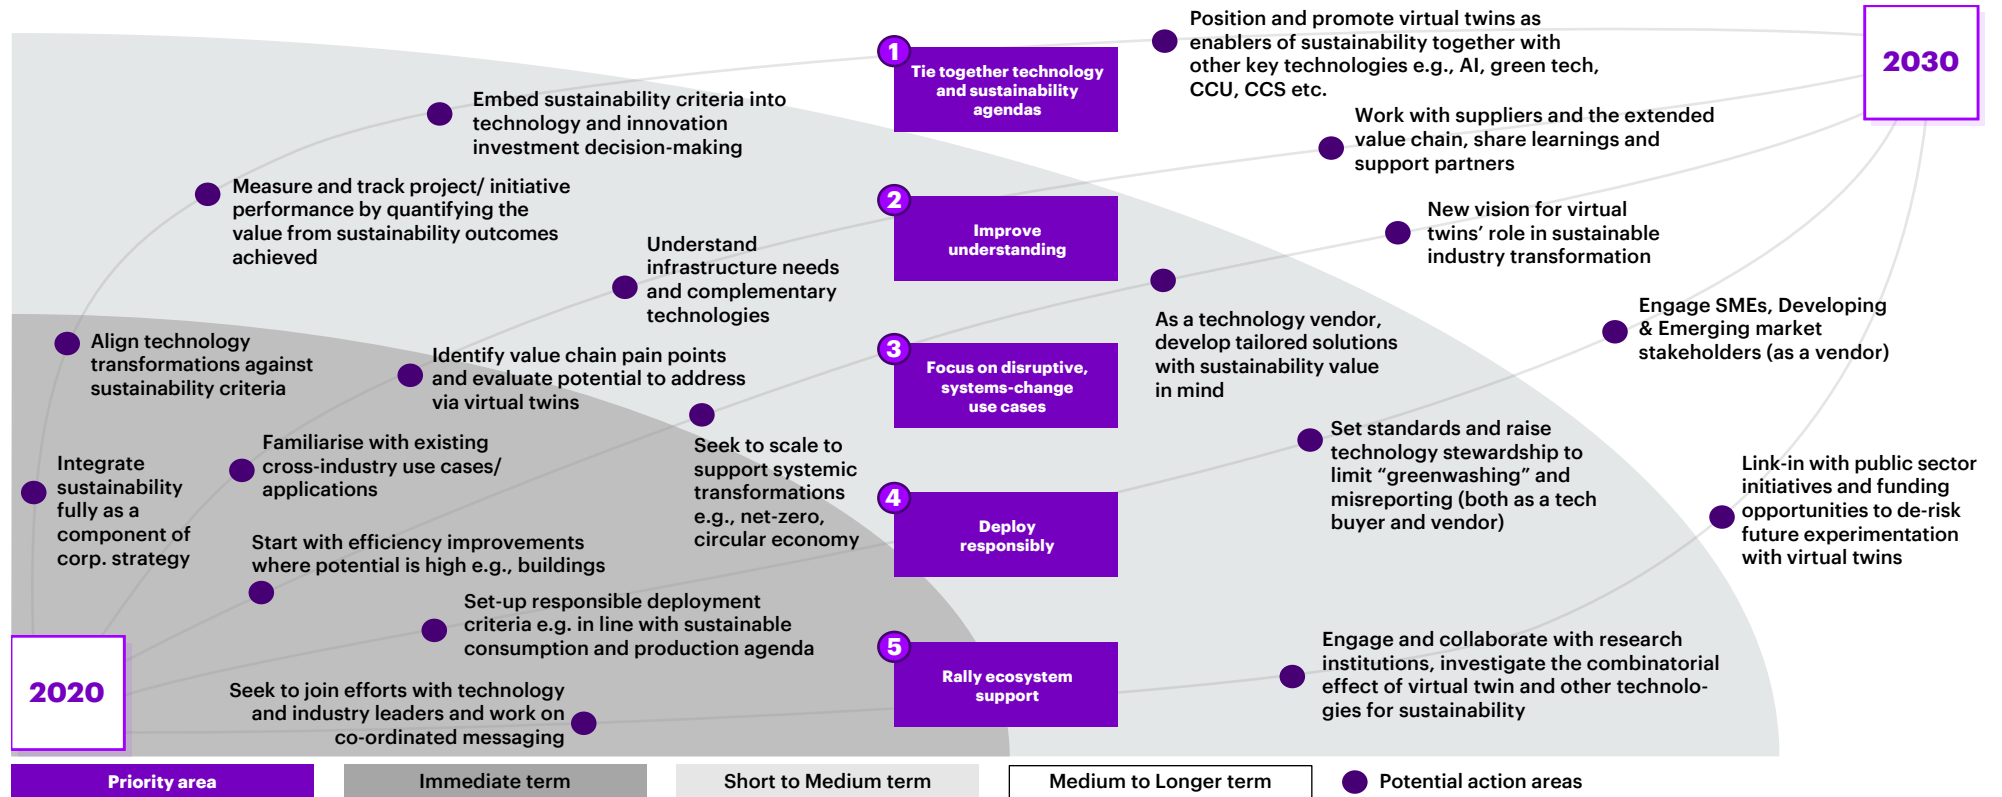 1
Tie together technology
and sustainability
agendas
Position and promote virtual twins as
enablers of sustainability together with
other key technologies e.g., AI, green tech,
CCU, CCS etc.
2030
Embed sustainability criteria into
technology and innovation
investment decision-making
Work with suppliers and the extended
value chain, share learnings and
support partners
Measure and track project/ initiative
performance by quantifying the
value from sustainability outcomes
achieved
2
Improve
understanding
New vision for virtual
twins’ role in sustainable
industry transformation
Understand
infrastructure needs
and complementary
technologies
Engage SMEs, Developing
& Emerging market
stakeholders (as a vendor)
Align technology
transformations against
sustainability criteria
Identify value chain pain points
and evaluate potential to address
via virtual twins
3
Focus on disruptive,
systems-change
use cases
As a technology vendor,
develop tailored solutions
with sustainability value
in mind
Integrate
sustainability
fully as a
component of
corp. strategy
Familiarise with existing
cross-industry use cases/
applications
Seek to scale to
support systemic
transformations
e.g., net-zero,
circular economy
Set standards and raise
technology stewardship to
limit “greenwashing” and
misreporting (both as a tech
buyer and vendor)
Link-in with public sector
initiatives and funding
opportunities to de-risk
future experimentation
with virtual twins
4
Deploy
responsibly
Start with efficiency improvements
where potential is high e.g., buildings
Set-up responsible deployment
criteria e.g. in line with sustainable
consumption and production agenda
2020
Seek to join efforts with technology
and industry leaders and work on
co-ordinated messaging
5
Rally ecosystem
support
Engage and collaborate with research
institutions, investigate the combinatorial
effect of virtual twin and other technolo-
gies for sustainability
Priority area
Immediate term
Short to Medium term
Medium to Longer term
Potential action areas